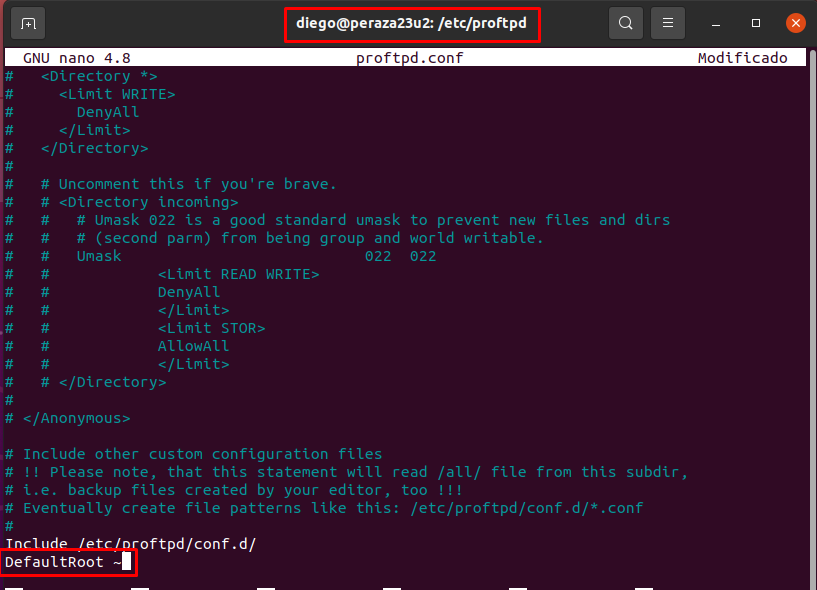 diego@peraza23u2: /etc/proftpd
GNU nano 4.8 proftpd.conf Modificado
#   <Directory *>
#     <Limit WRITE>
#       DenyAll
#     </Limit>
#   </Directory>
#
#   # Uncomment this if you're brave.
#   # <Directory incoming>
#   #   # Umask 022 is a good standard umask to prevent new files and dirs
#   #   # (second parm) from being group and world writable.
#   #   Umask                           022  022
#   #            <Limit READ WRITE>
#   #            DenyAll
#   #            </Limit>
#   #            <Limit STOR>
#   #            AllowAll
#   #            </Limit>
#   # </Directory>
#
# </Anonymous>

# Include other custom configuration files
# !! Please note, that this statement will read /all/ file from this subdir,
# i.e. backup files created by your editor, too !!!
# Eventually create file patterns like this: /etc/proftpd/conf.d/*.conf
#
Include /etc/proftpd/conf.d/
DefaultRoot ~